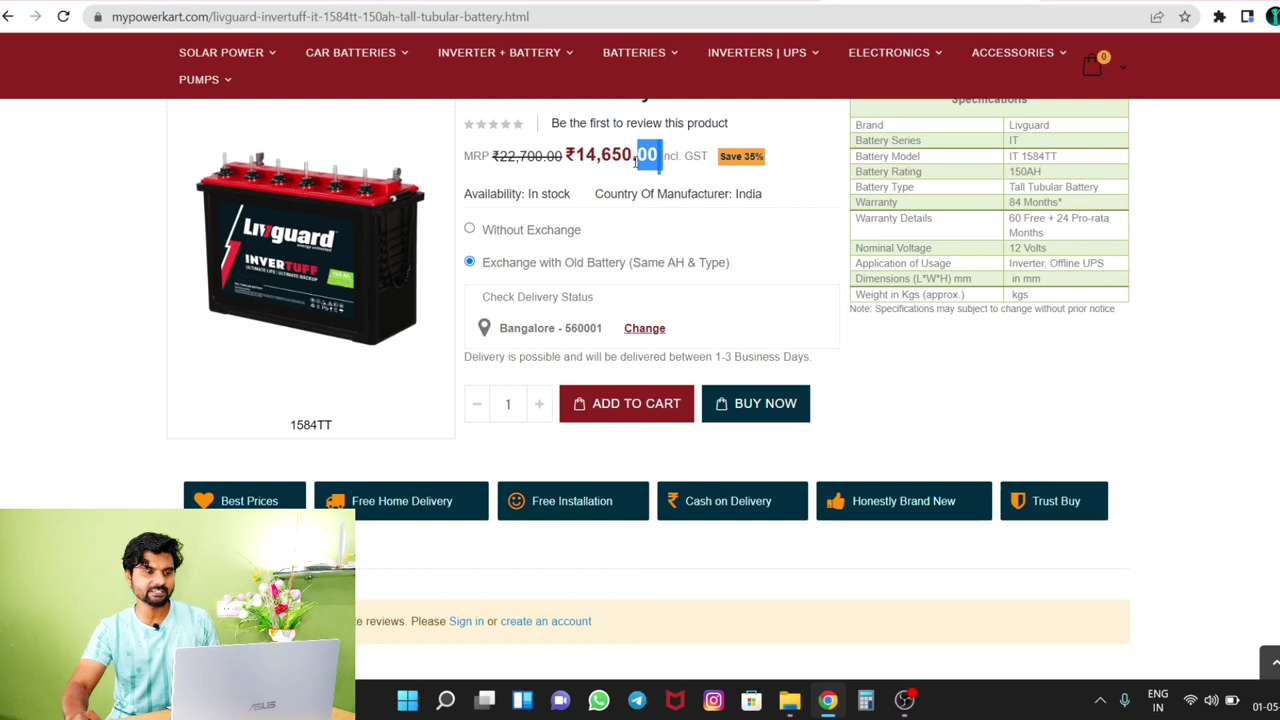 mypowerkart.com/livguard-invertuff-it-1584tt-150ah-tall-tubular-battery.html
SOLAR POWER CAR BATTERIES INVERTER + BATTERY BATTERIES INVERTERS | UPS ELECTRONICS ACCESSORIES 0
PUMPS
Be the first to review this product
MRP ₹22,700.00 ₹14,650.00 ncl. GST Save 35%
Availability: In stock Country Of Manufacturer: India
Without Exchange
Exchange with Old Battery (Same AH & Type)
Check Delivery Status
Bangalore - 560001 Change
Delivery is possible and will be delivered between 1-3 Business Days.
1 ADD TO CART BUY NOW
Livguard
INVERTUFF
1584TT
Specifications
Brand Livguard
Battery Series IT
Battery Model IT 1584TT
Battery Rating 150AH
Battery Type Tall Tubular Battery
Warranty 84 Months*
Warranty Details 60 Free + 24 Pro-rata
Months
Nominal Voltage 12 Volts
Application of Usage Inverter, Offline UPS
Dimensions (L*W*H) mm in mm
Weight in Kgs (approx.) kgs
Note: Specifications may subject to change without prior notice
Best Prices Free Home Delivery Free Installation Cash on Delivery Honestly Brand New Trust Buy
te reviews. Please Sign in or create an account
ASUS
ENG
IN
01-05-